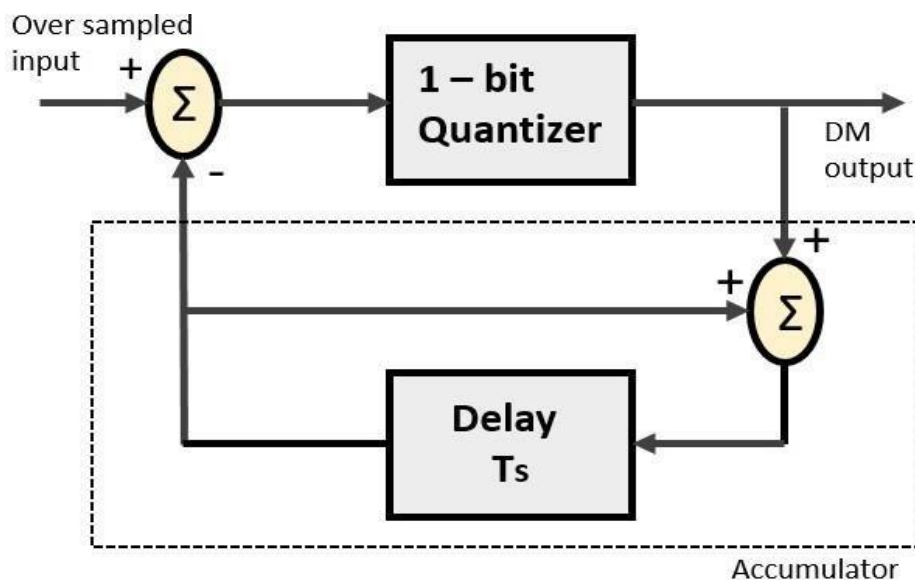 Over sampled
input
+
Σ
1 – bit
Quantizer
DM
output
-
+
+
Σ
Delay
Ts
Accumulator